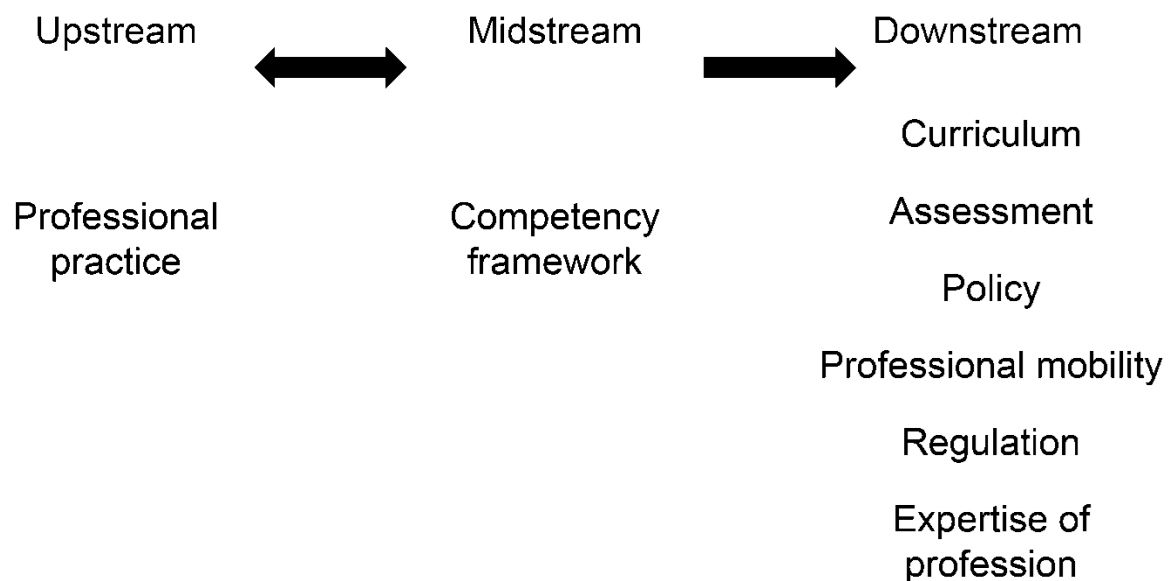 Upstream
Midstream
Downstream
Professional
practice
Competency
framework
Curriculum
Assessment
Policy
Professional mobility
Regulation
Expertise of
profession